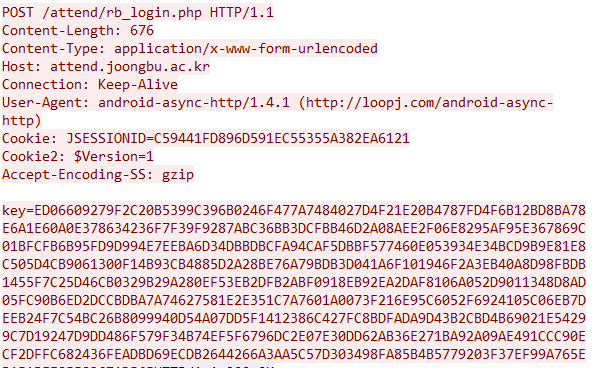 POST /attend/rb_login.php HTTP/1.1
Content-Length: 676
Content-Type: application/x-www-form-urlencoded
Host: attend.joongbu.ac.kr
Connection: Keep-Alive
User-Agent: android-async-http/1.4.1 (http://loopj.com/android-async-
http)
Cookie: JSESSIONID=C59441FD896D591EC55355A382EA6121
Cookie2: $Version=1
Accept-Encoding-SS: gzip
key=ED06609279F2C20B5399C396B0246F477A7484027D4F21E20B4787FD4F6B12BD8BA78
E6A1E60A0E378634236F7F39F9287ABC36BB3DCFBB46D2A08AEE2F06E8295AF95E367869C
01BFCFB6B95FD9D994E7EEBA6D34DBBDBCFA94CAF5DBBF577460E053934E34BCD9B9E81E8
C505D4CB9061300F14B93CB4885D2A28BE76A79BDB3D041A6F101946F2A3EB40A8D98FBDB
1455F7C25D46CB0329B29A280EF53EB2DFB2ABF0918EB92EA2DAF8106A052D9011348D8AD
05FC90B6ED2DCCBDBA7A74627581E2E351C7A7601A0073F216E95C6052F6924105C06EB7D
EEB24F7C54BC26B8099940D54A07DD5F1412386C427FC8BDFADA9D43B2CBD4B69021E5429
9C7D19247D9DD486F579F34B74EF5F6796DC2E07E30DD62AB36E271BA92A09AE491CCC90E
CF2DFFC682436FEADBD69ECDB2644266A3AA5C57D303498FA85B4B5779203F37EF99A765E